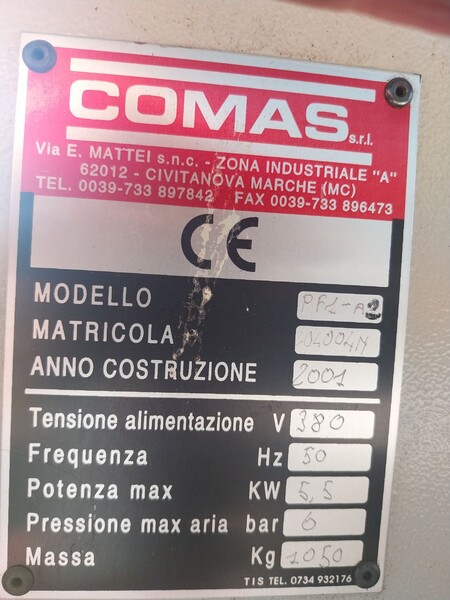 COMAS s.r.l.
Via E. MATTEI s.n.c. - ZONA INDUSTRIALE "A"
62012 - CIVITANOVA MARCHE (MC)
TEL. 0039-733 897842 FAX 0039-733 896473
CE
MODELLO
MATRICOLA
ANNO COSTRUZIONE 2001
Tensione alimentazione V 380
Frequenza Hz 50
Potenza max KW 5,5
Pressione max aria bar 6
Massa Kg 1050
TIS TEL. 0734 932176